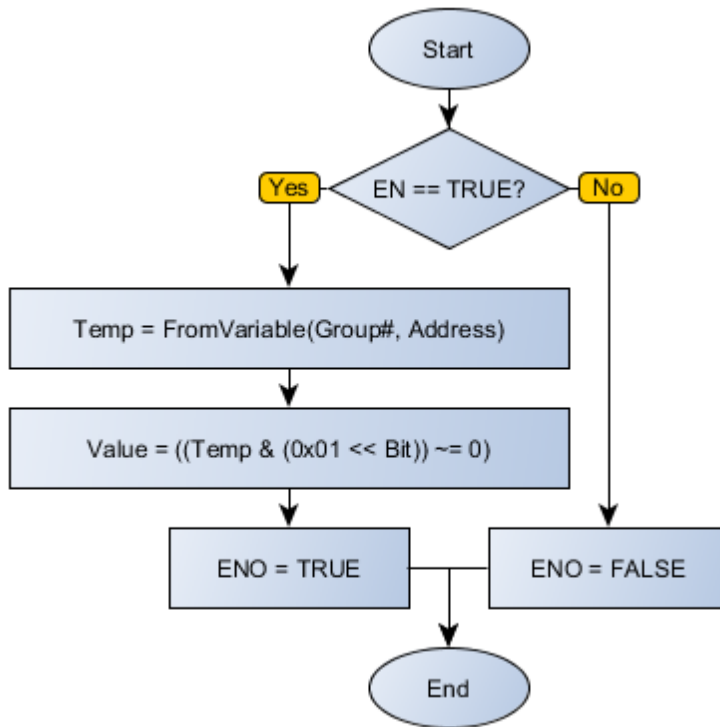 Start
EN == TRUE?
Yes
No
Temp = FromVariable(Group#, Address)
Value = ((Temp & (0x01 << Bit)) ~= 0)
ENO = TRUE
ENO = FALSE
End